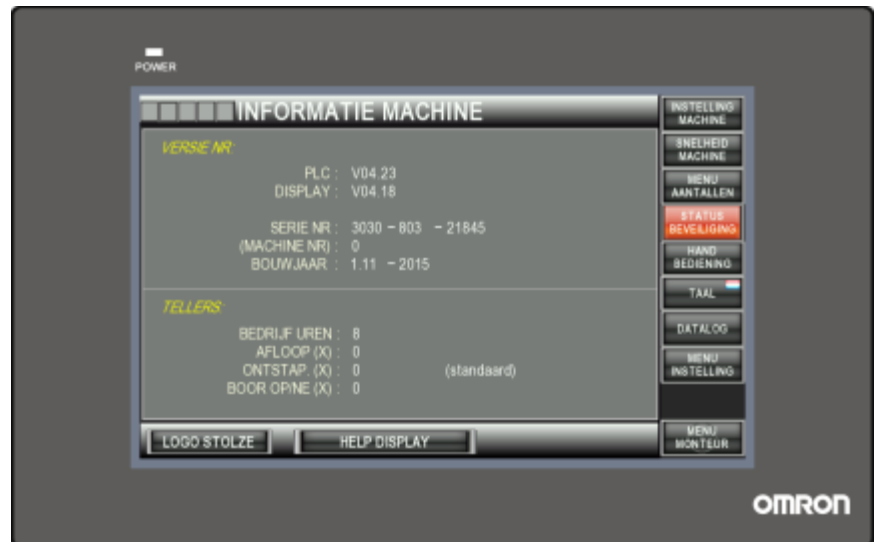 POWER
INFORMATIE MACHINE
VERSIE NR:
PLC : V04.23
DISPLAY : V04.18
SERIE NR : 3030 - 803 - 21845
(MACHINE NR) : 0
BOUWJAAR : 1.11 - 2015
TELLERS:
BEDRIJF UREN : 8
AFLOOP (X) : 0
ONTSTAP. (X) : 0 (standaard)
BOOR OP/NE (X) : 0
LOGO STOLZE
HELP DISPLAY
INSTELLING
MACHINE
SNELHEID
MACHINE
MENU
AANTALLEN
STATUS
BEVEILIGING
HAND
BEDIENING
TAAL
DATALOG
MENU
INSTELLING
MENU
MONTEUR
OMRON